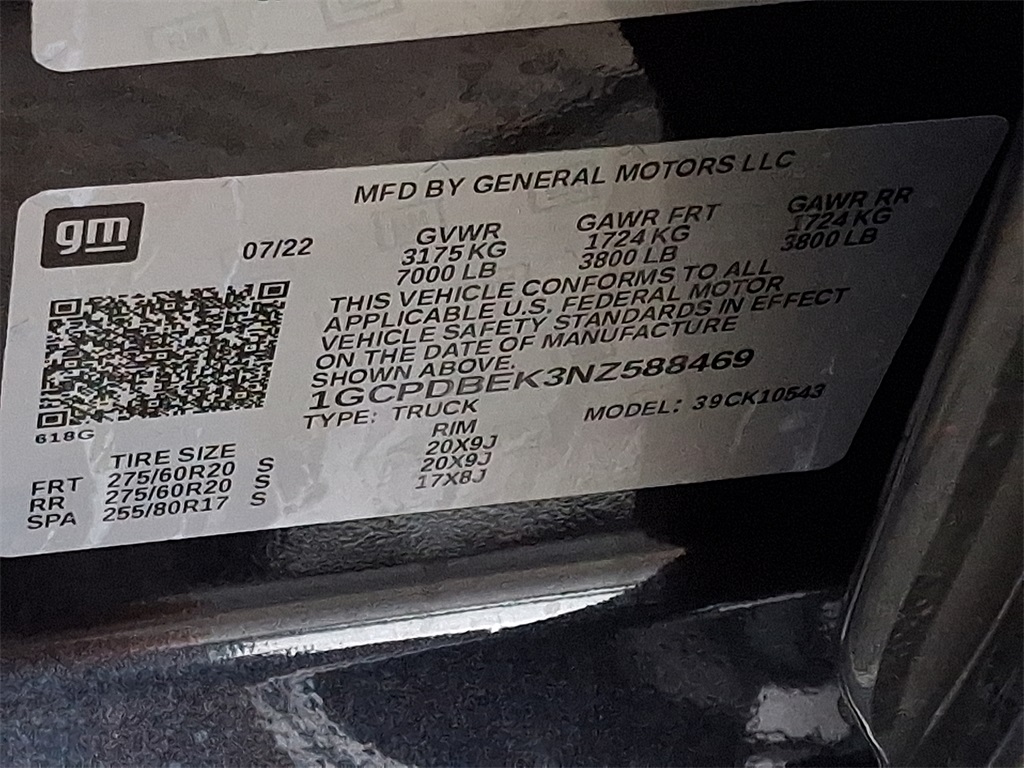 MFD BY GENERAL MOTORS LLC
gm
07/22
GVWR GAWR FRT GAWR RR
3175 KG 1724 KG 1724 KG
7000 LB 3800 LB 3800 LB
THIS VEHICLE CONFORMS TO ALL
APPLICABLE U.S. FEDERAL MOTOR
VEHICLE SAFETY STANDARDS IN EFFECT
ON THE DATE OF MANUFACTURE
SHOWN ABOVE.
1GCPDBEK3NZ588469
TYPE: TRUCK MODEL: 39CK10543
618G
TIRE SIZE RIM
FRT 275/60R20 S 20X9J
RR 275/60R20 S 20X9J
SPA 255/80R17 S 17X8J